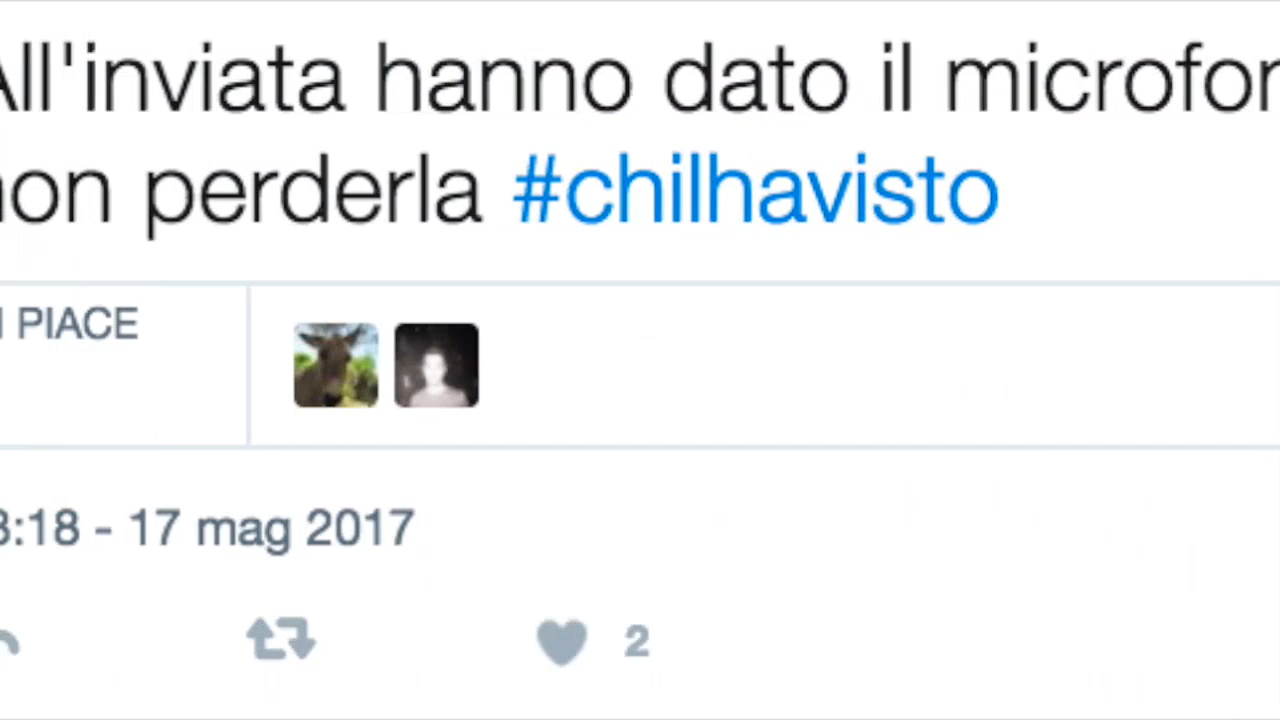 All'inviata hanno dato il microfor
non perderla #chilhavisto
I PIACE
3:18 - 17 mag 2017
2